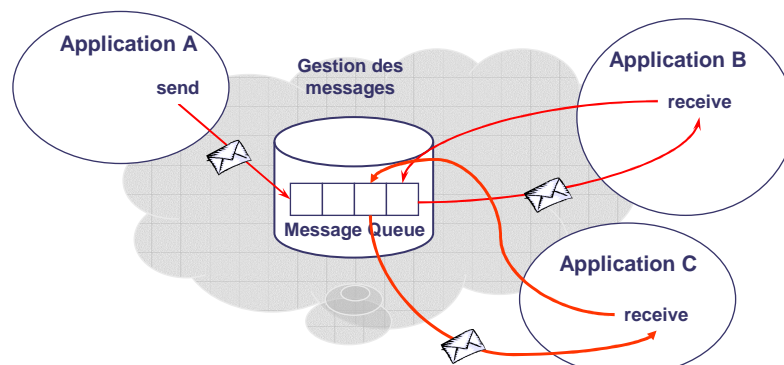 Application A
send
Gestion des
messages
Message Queue
Application B
receive
Application C
receive